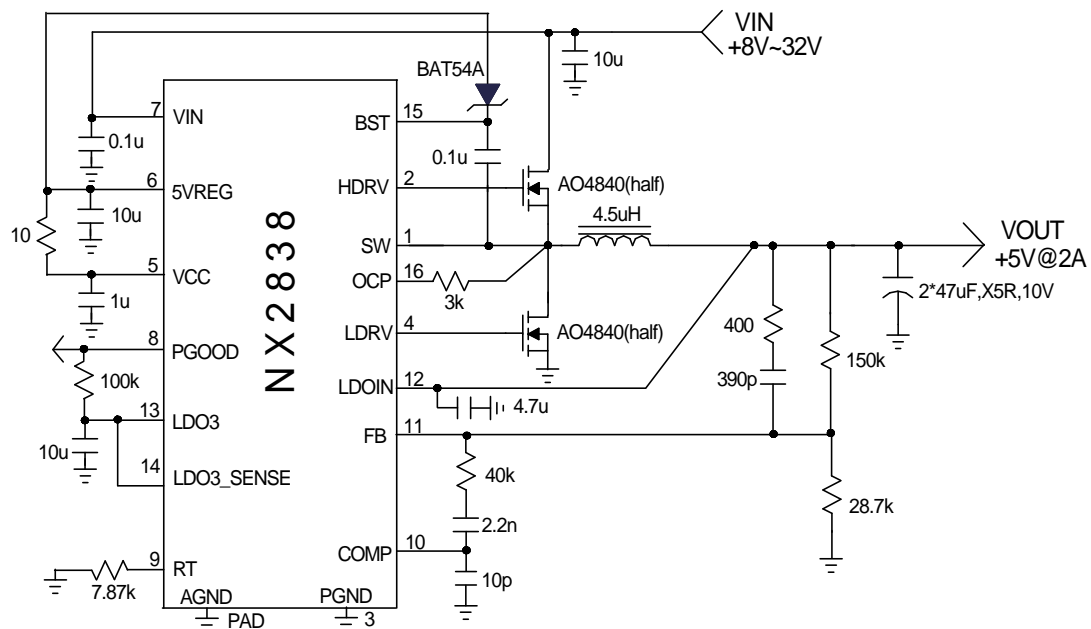 VIN
+8V~32V
10u
BAT54A
7
VIN
15
BST
0.1u
0.1u
6
5VREG
2
HDRV
AO4840(half)
10u
4.5uH
10
1
SW
VOUT
+5V@2A
5
VCC
16
OCP
3k
2*47uF,X5R,10V
1u
NX2838
4
LDRV
AO4840(half)
400
150k
8
PGOOD
100k
12
LDOIN
390p
4.7u
13
LDO3
11
FB
10u
14
LDO3_SENSE
40k
28.7k
2.2n
10
COMP
9
RT
10p
7.87k
AGND
PGND
PAD
3